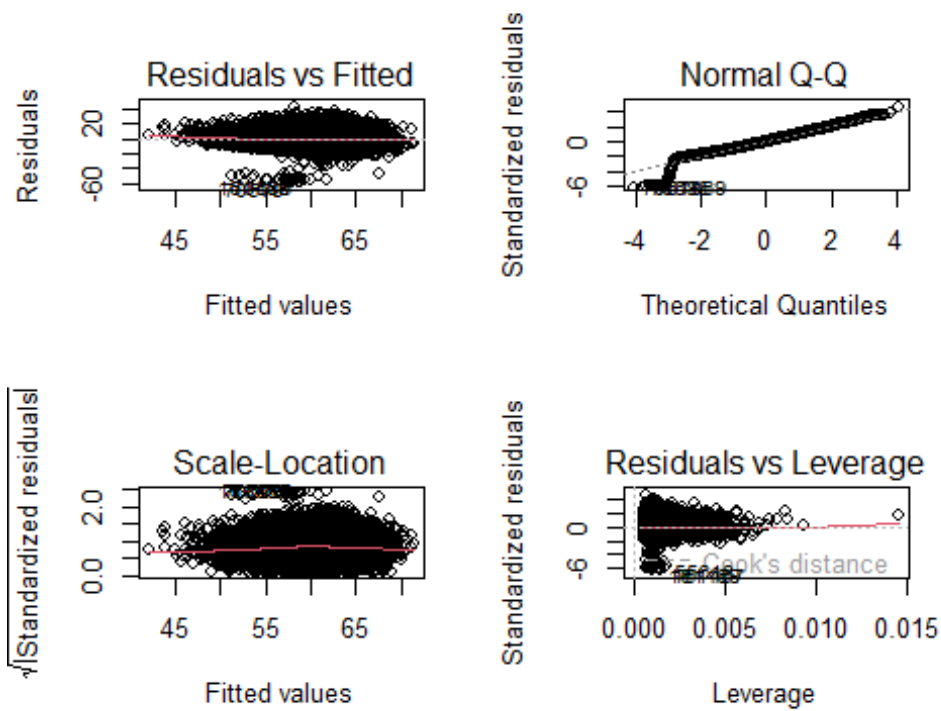 Residuals vs Fitted
Residuals
20
-60
45 55 65
Fitted values
Normal Q-Q
Standardized residuals
0
-6
-4 -2 0 2 4
Theoretical Quantiles
Scale-Location
√|Standardized residuals|
2.0
0.0
45 55 65
Fitted values
Residuals vs Leverage
Standardized residuals
0
-6
Cook's distance
0.000 0.005 0.010 0.015
Leverage